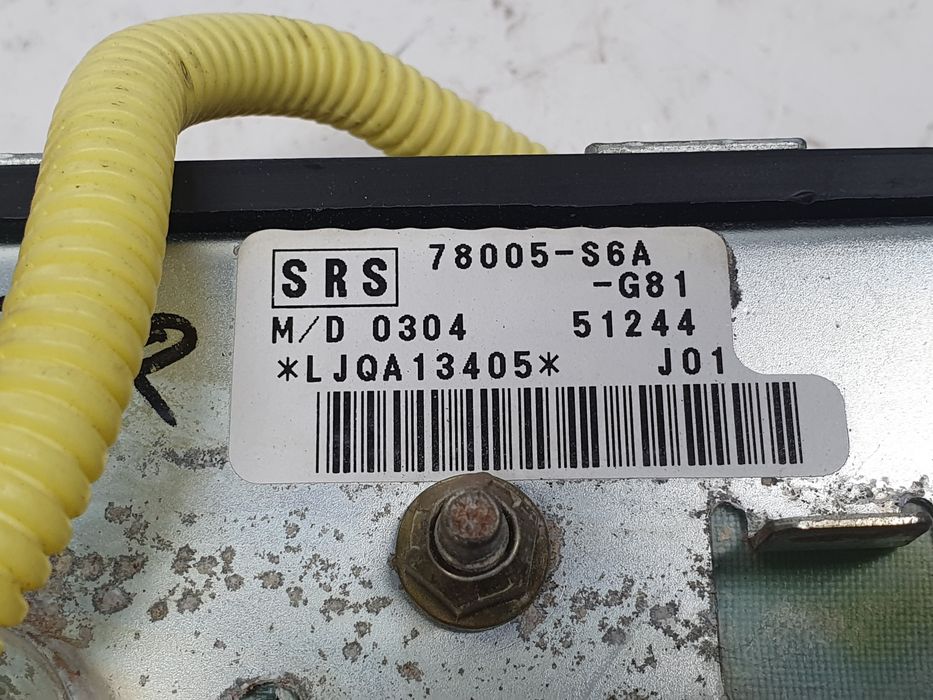 SRS 78005-S6A
-G81
M/D 0304 51244
*LJQA13405* J01
R